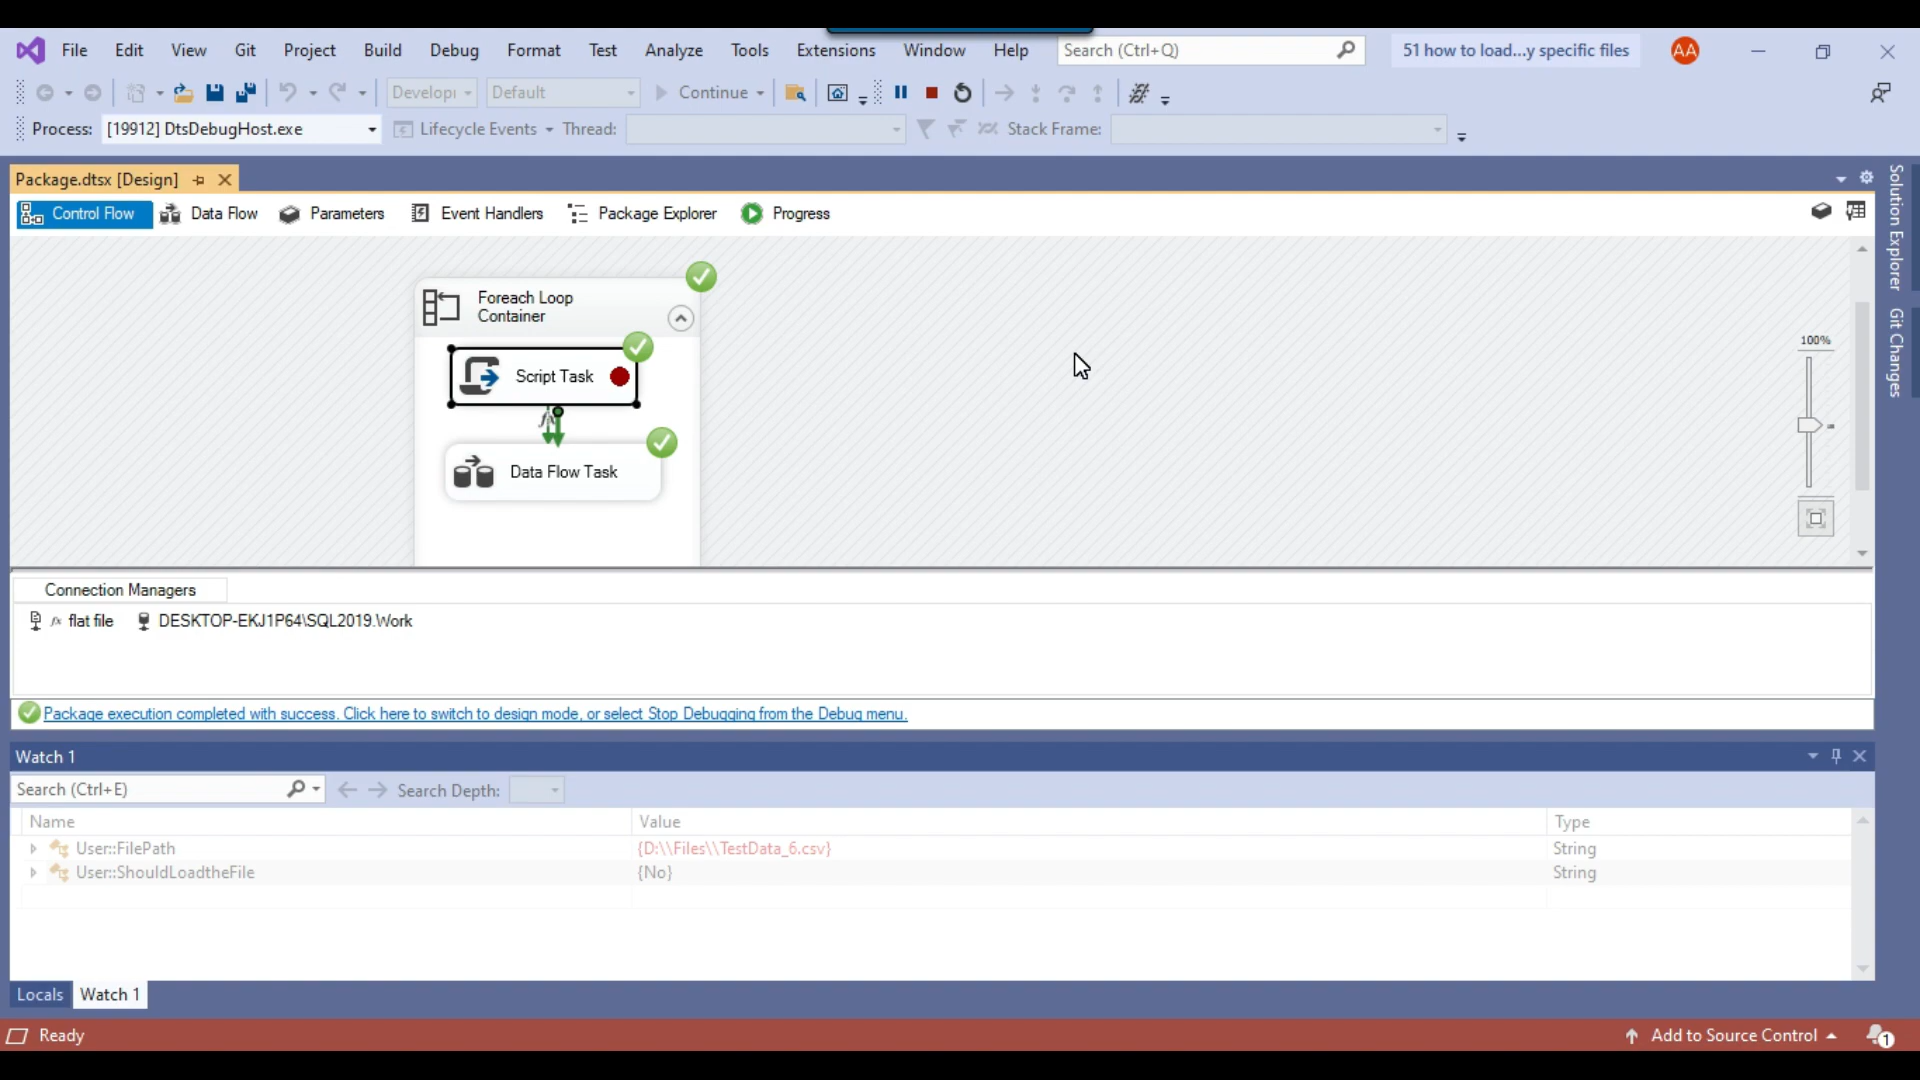 File Edit View Git Project Build Debug Format Test Analyze Tools Extensions Window Help Search (Ctrl+Q) 51 how to load...y specific files AA
Developi Default Continue
Process: [19912] DtsDebugHost.exe Lifecycle Events Thread: Stack Frame:
Package.dtsx [Design]
Control Flow Data Flow Parameters Event Handlers Package Explorer Progress
Solution Explorer
Git Changes
Foreach Loop
Container
100%
Script Task
fx
Data Flow Task
Connection Managers
fx flat file DESKTOP-EKJ1P64\SQL2019.Work
Package execution completed with success. Click here to switch to design mode, or select Stop Debugging from the Debug menu.
Watch 1
Search (Ctrl+E) Search Depth:
Name Value Type
User::FilePath {D:\\Files\\TestData_6.csv} String
User::ShouldLoadtheFile {No} String
Locals Watch 1
Ready Add to Source Control 1